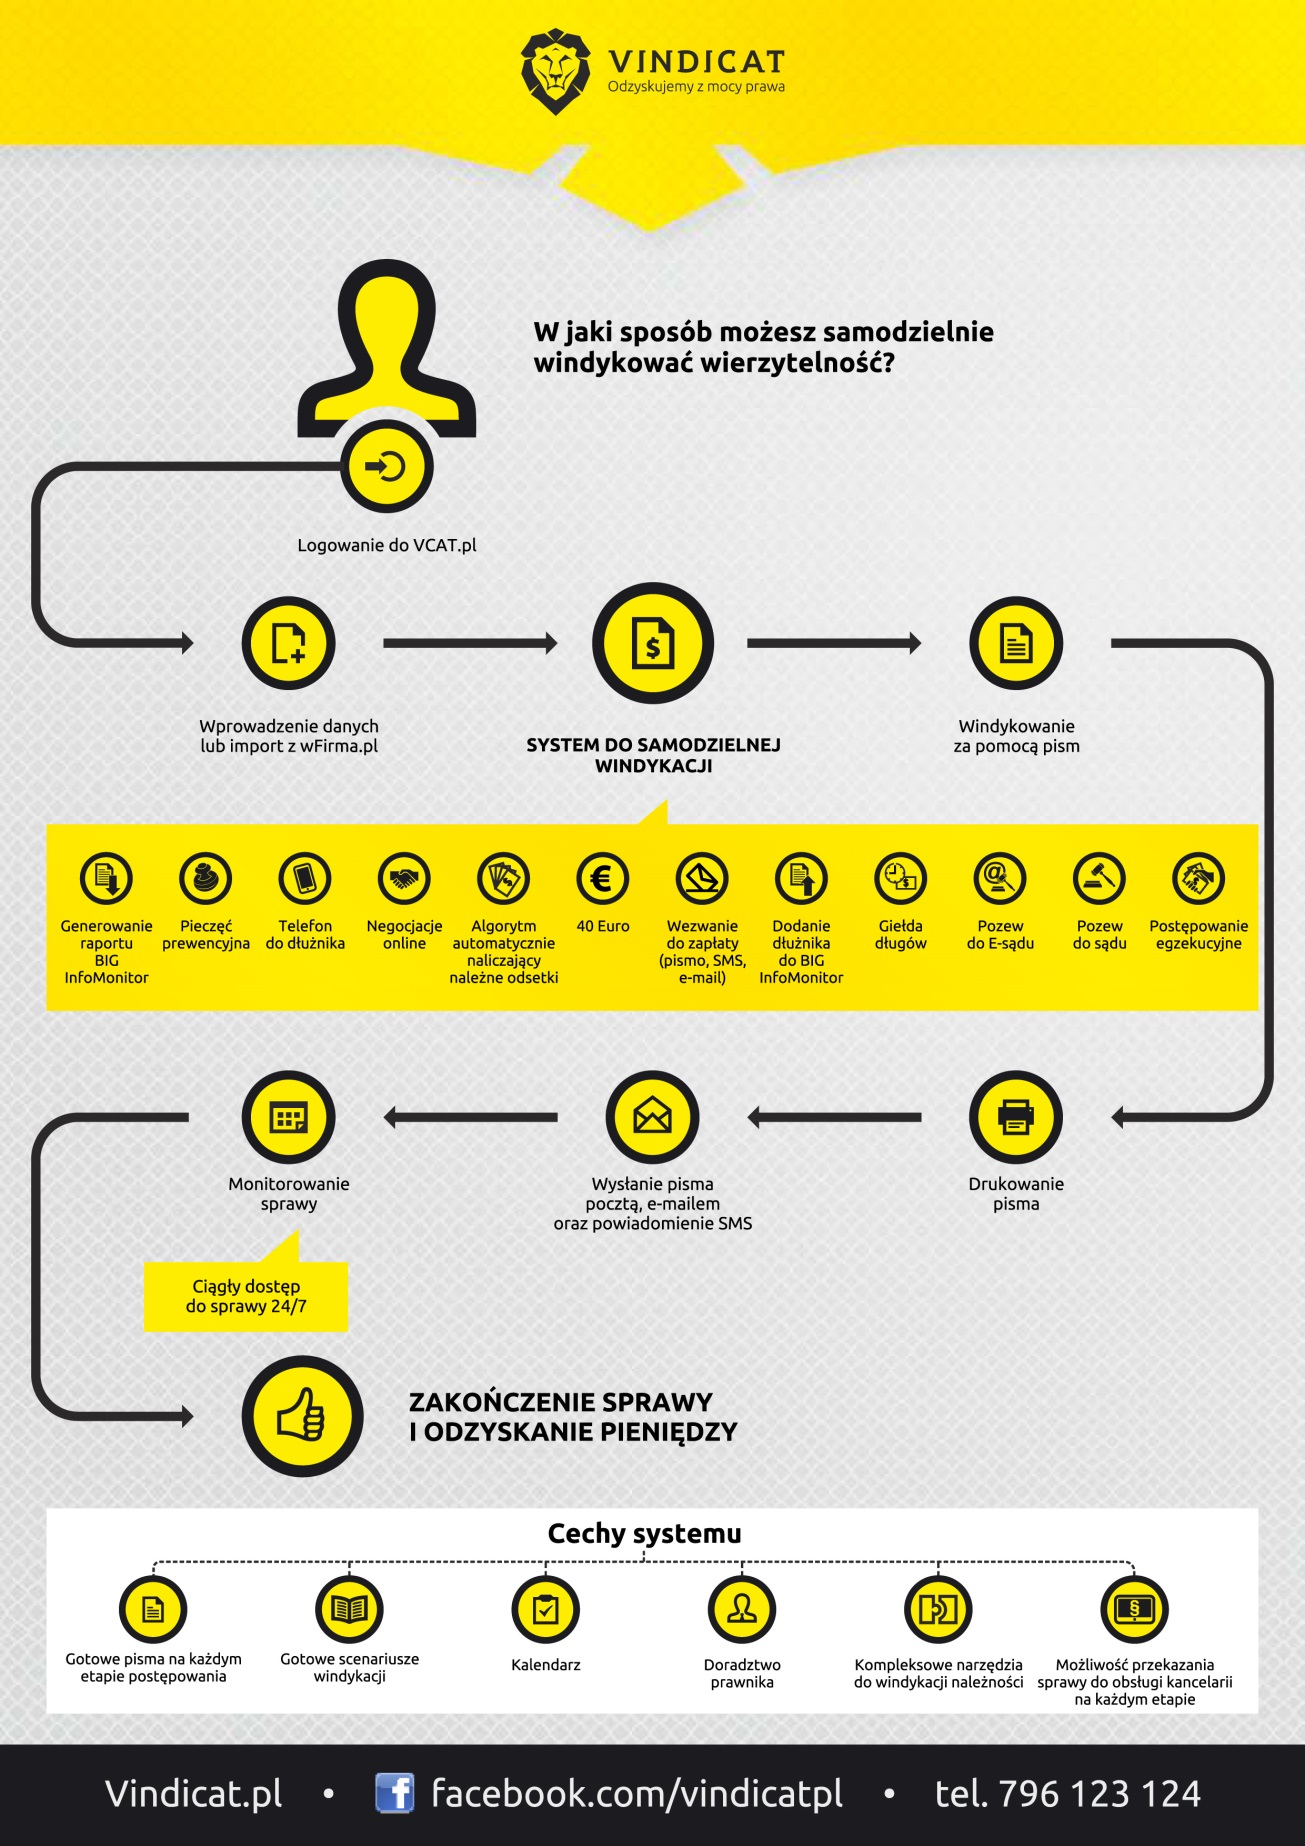 VINDICAT
Odzyskujemy z mocy prawa
W jaki sposób możesz samodzielnie
windykować wierzytelność?
Logowanie do VCAT.pl
Wprowadzenie danych
lub import z wFirma.pl
SYSTEM DO SAMODZIELNEJ
WINDYKACJI
Windykowanie
za pomocą pism
Generowanie
raportu
BIG
InfoMonitor
Pieczęć
prewencyjna
Telefon
do dłużnika
Negocjacje
online
Algorytm
automatycznie
naliczający
należne odsetki
40 Euro
Wezwanie
do zapłaty
(pismo, SMS,
e-mail)
Dodanie
dłużnika
do BIG
InfoMonitor
Giełda
długów
Pozew
do E-sądu
Pozew
do sądu
Postępowanie
egzekucyjne
Monitorowanie
sprawy
Wysłanie pisma
pocztą, e-mailem
oraz powiadomienie SMS
Drukowanie
pisma
Ciągły dostęp
do sprawy 24/7
ZAKOŃCZENIE SPRAWY
I ODZYSKANIE PIENIĘDZY
Cechy systemu
Gotowe pisma na każdym
etapie postępowania
Gotowe scenariusze
windykacji
Kalendarz
Doradztwo
prawnika
Kompleksowe narzędzia
do windykacji należności
Możliwość przekazania
sprawy do obsługi kancelarii
na każdym etapie
Vindicat.pl • facebook.com/vindicatpl • tel. 796 123 124